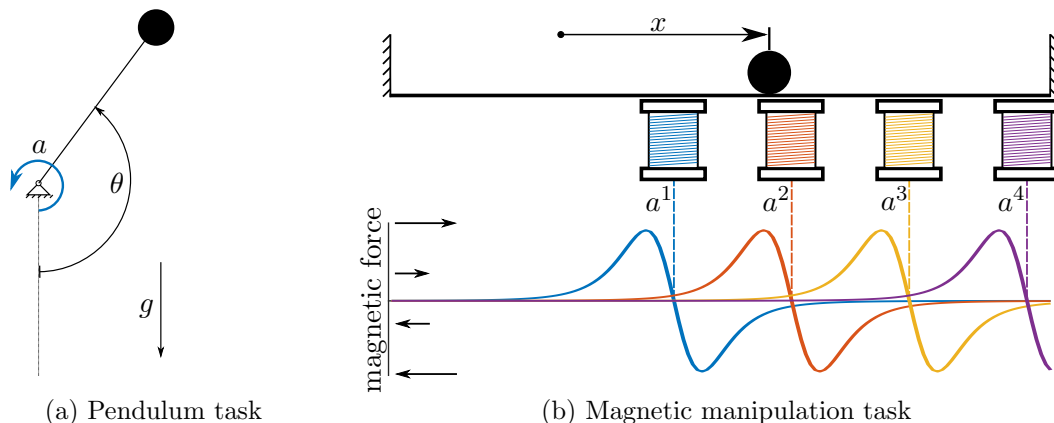 a
θ
g
(a) Pendulum task
x
a¹ a² a³ a⁴
magnetic force
(b) Magnetic manipulation task